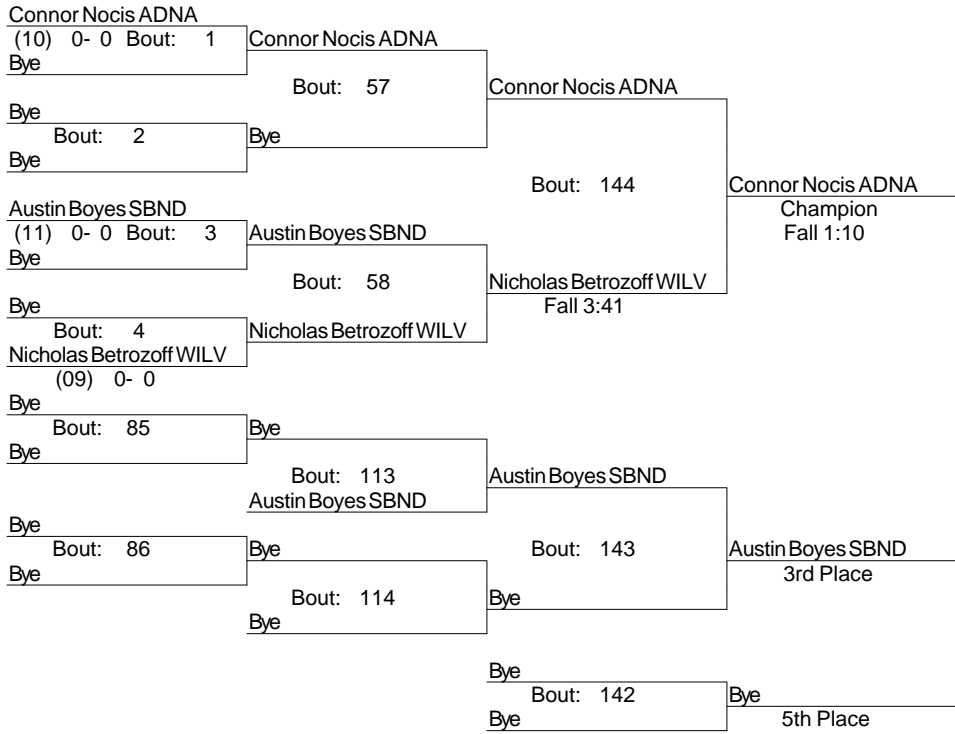 Connor Nocis ADNA
(10) 0- 0 Bout: 1 Connor Nocis ADNA
Bye
Bout: 57 Connor Nocis ADNA
Bye
Bout: 2 Bye
Bye
Bout: 144 Connor Nocis ADNA
Austin Boyes SBND Champion
(11) 0- 0 Bout: 3 Austin Boyes SBND Fall 1:10
Bye
Bout: 58 Nicholas Betrozoff WILV
Bye Fall 3:41
Bout: 4 Nicholas Betrozoff WILV
Nicholas Betrozoff WILV
(09) 0- 0
Bye
Bout: 85 Bye
Bye
Bout: 113 Austin Boyes SBND
Austin Boyes SBND
Bye
Bout: 86 Bye Bout: 143 Austin Boyes SBND
Bye 3rd Place
Bout: 114 Bye
Bye
Bye
Bout: 142 Bye
Bye 5th Place